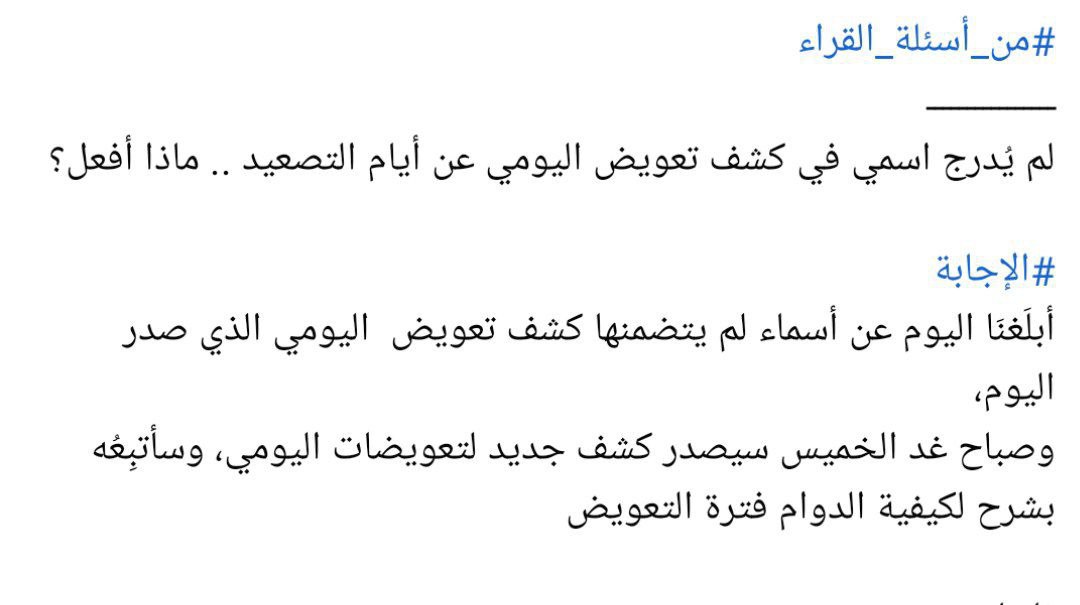 #من_أسئلة_القراء
لم يُدرج اسمي في كشف تعويض اليومي عن أيام التصعيد .. ماذا أفعل؟
#الإجابة
أبلَغنَا اليوم عن أسماء لم يتضمنها كشف تعويض اليومي الذي صدر
اليوم،
وصباح غد الخميس سيصدر كشف جديد لتعويضات اليومي، وسأتبِعُه
بشرح لكيفية الدوام فترة التعويض